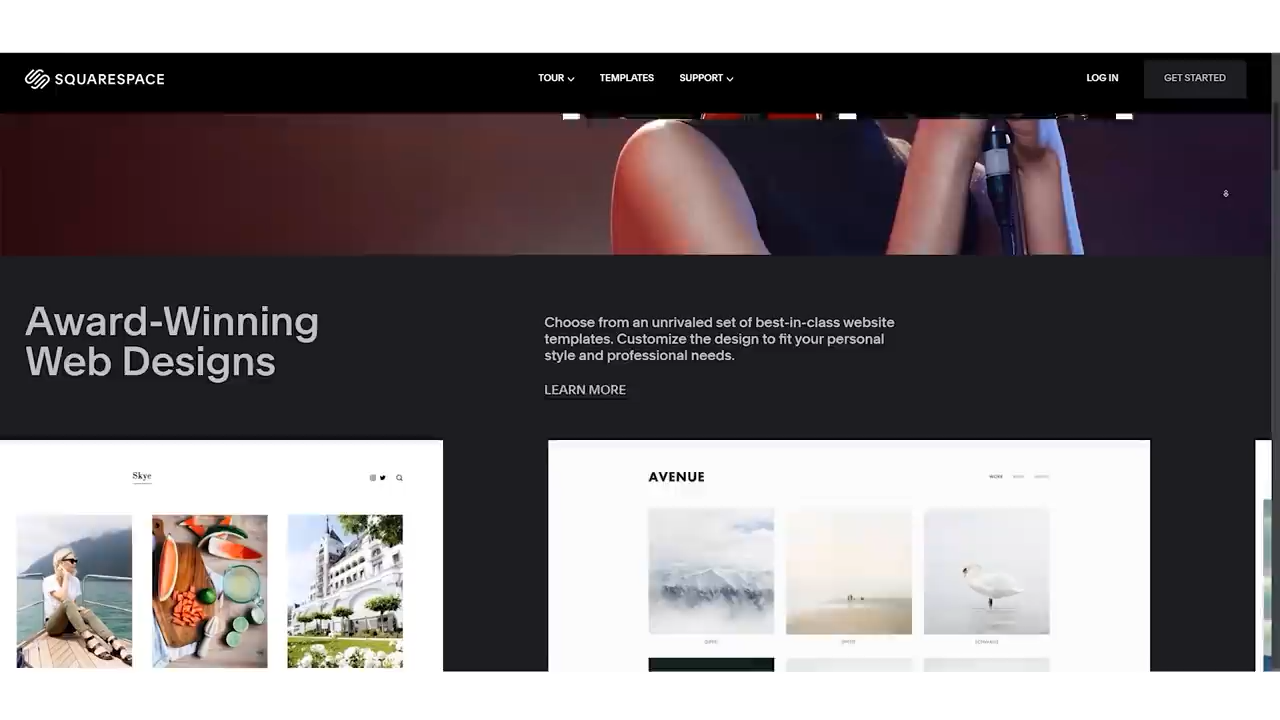 SQUARESPACE
TOUR
TEMPLATES
SUPPORT
LOG IN
GET STARTED
Award-Winning
Web Designs
Choose from an unrivaled set of best-in-class website
templates. Customize the design to fit your personal
style and professional needs.
LEARN MORE
Skye
AVENUE
WORK